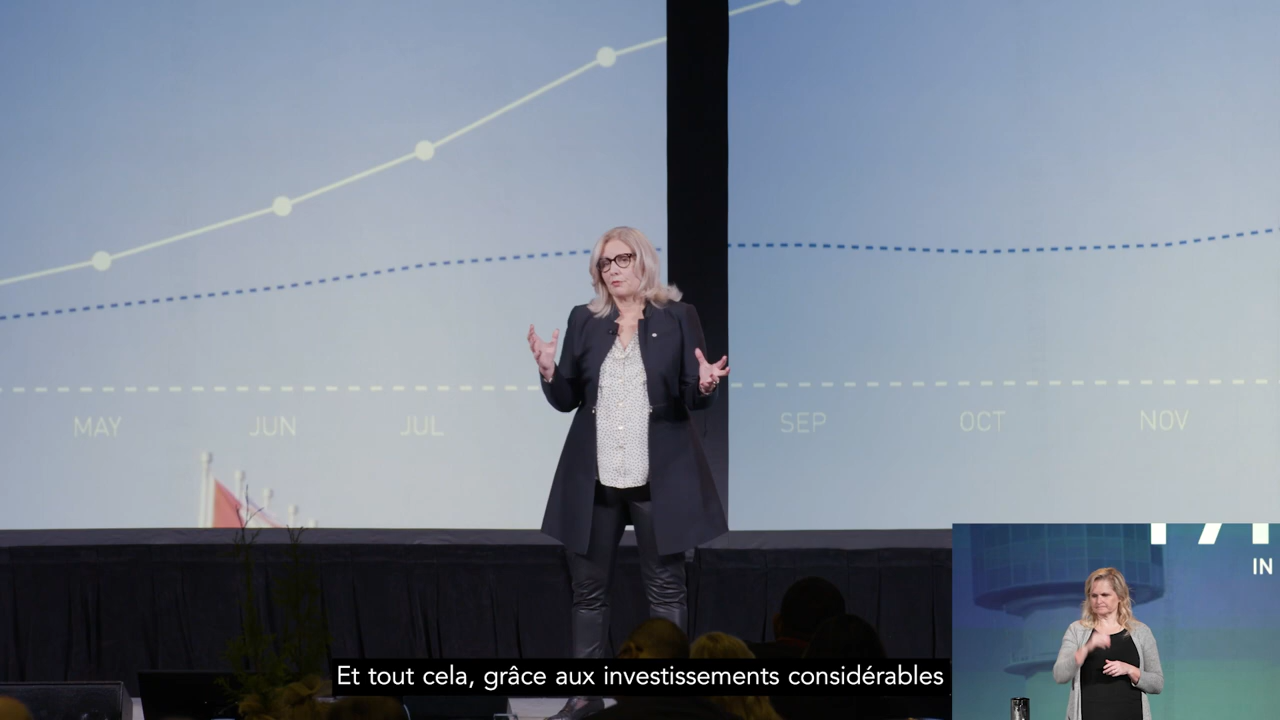 MAY JUN JUL SEP OCT NOV
IN
Et tout cela, grâce aux investissements considérables